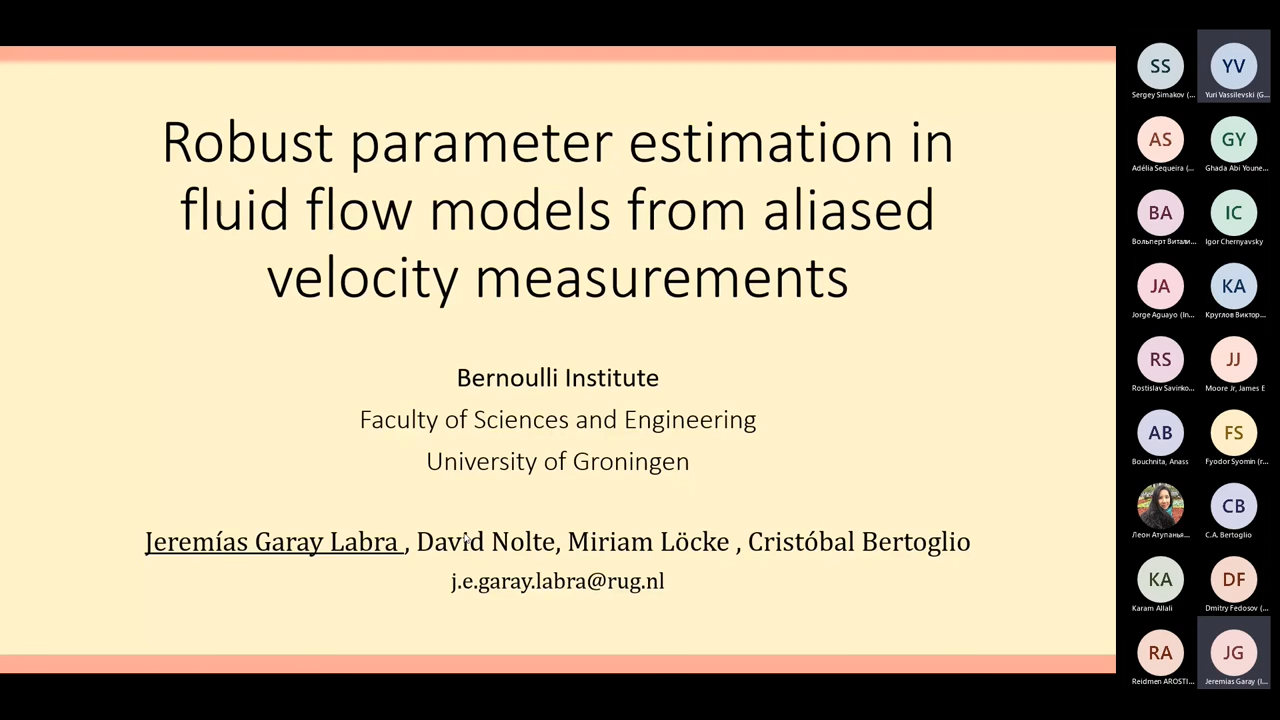 Robust parameter estimation in
fluid flow models from aliased
velocity measurements
Bernoulli Institute
Faculty of Sciences and Engineering
University of Groningen
Jeremías Garay Labra , David Nolte, Miriam Löcke , Cristóbal Bertoglio
j.e.garay.labra@rug.nl
SS YV
Sergey Simakov (... Yuri Vassilevski (G...
AS GY
Adélia Sequeira (... Ghada Abi Youne...
BA IC
Вольперт Витали... Igor Chernyavsky
JA KA
Jorge Aguayo (In... Круглов Виктор...
RS JJ
Rostislav Savinko... Moore Jr, James E
AB FS
Bouchnita, Anass Fyodor Syomin (r...
CB
Леон Атупанья... C.A. Bertoglio
KA DF
Karam Allali Dmitry Fedosov (...
RA JG
Reidmen AROSTI... Jeremias Garay (I...